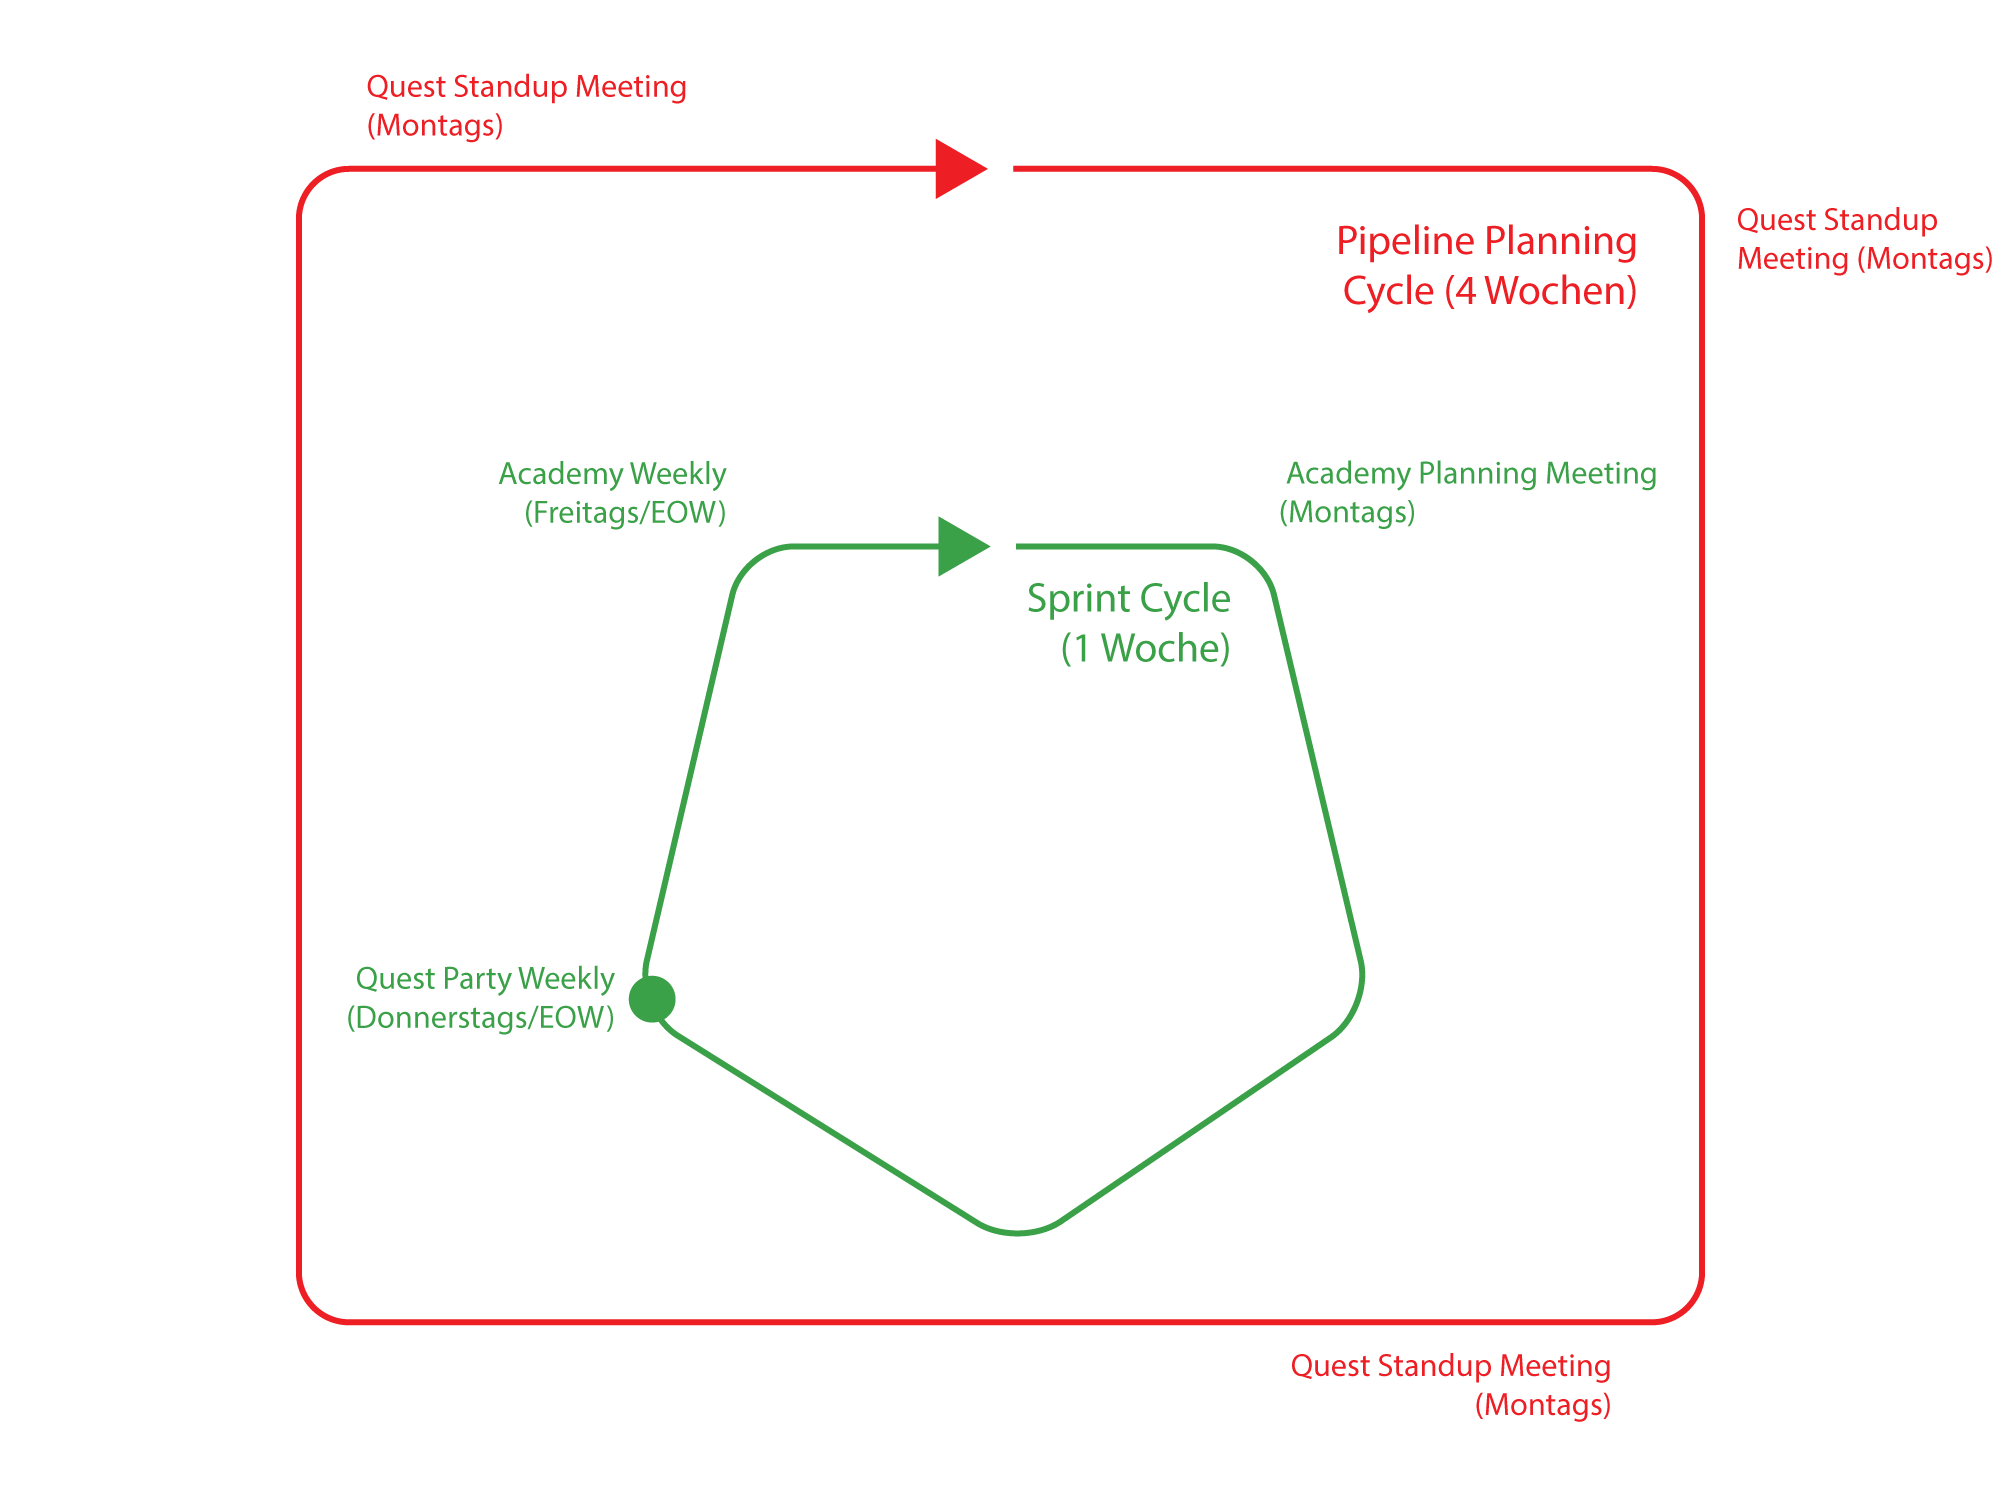 Quest Standup Meeting
(Montags)
Quest Standup
Meeting (Montags)
Pipeline Planning
Cycle (4 Wochen)
Academy Weekly
(Freitags/EOW)
Academy Planning Meeting
(Montags)
Sprint Cycle
(1 Woche)
Quest Party Weekly
(Donnerstags/EOW)
Quest Standup Meeting
(Montags)